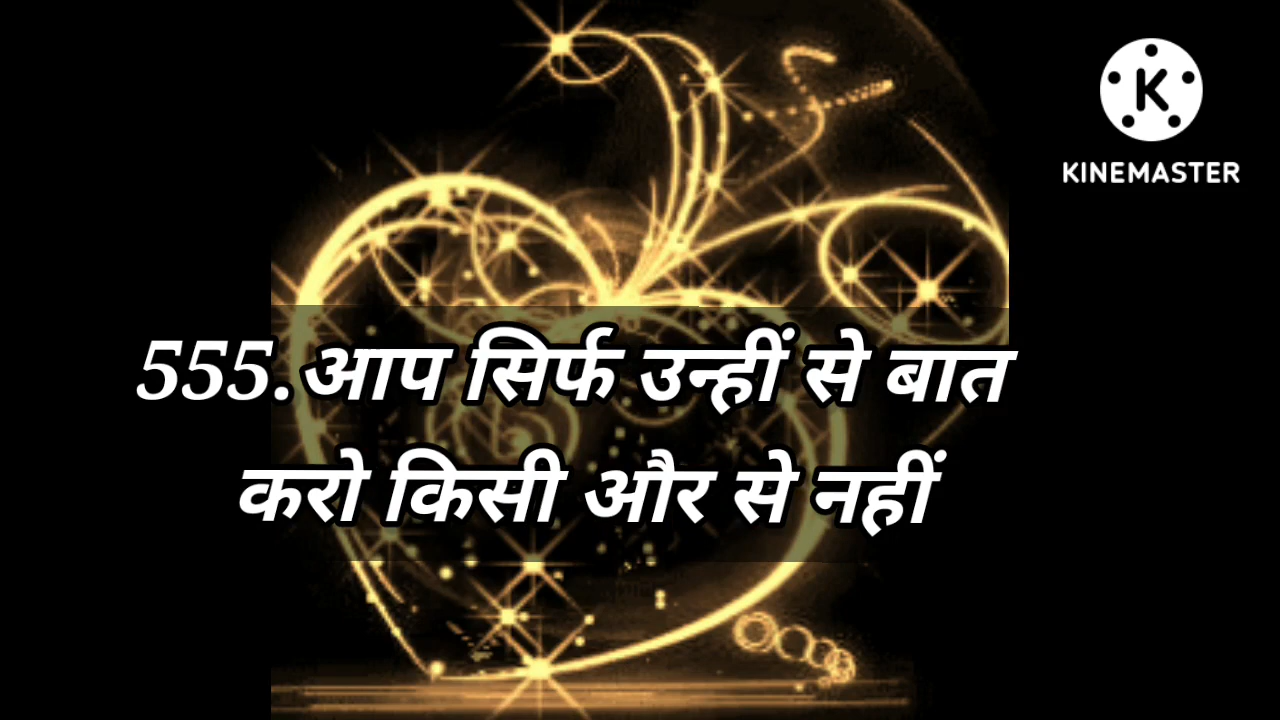 KINEMASTER
555.आप सिर्फ उन्हीं से बात
करो किसी और से नहीं